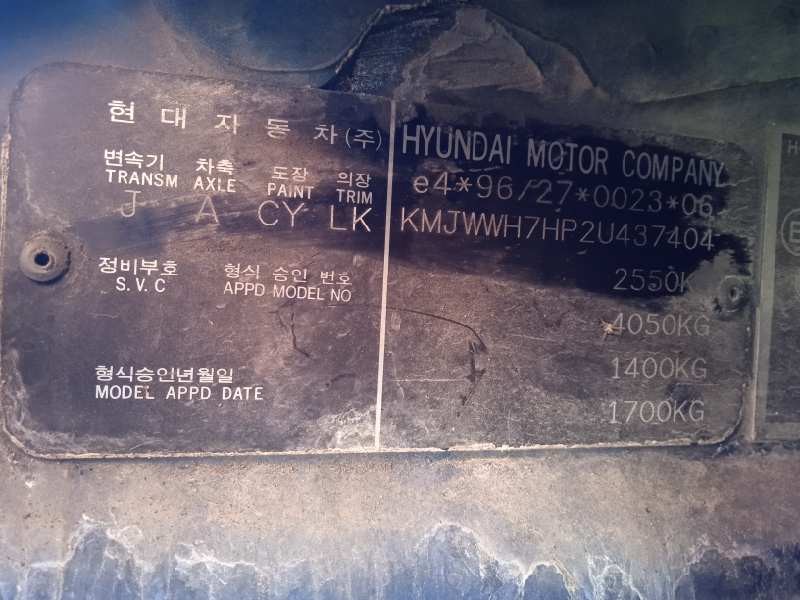 현대자동차(주)
변속기 차축 도장 의장
TRANSM AXLE PAINT TRIM
J A CY LK
정비부호 형식 승인 번호
S.V.C APPD MODEL NO
형식승인년월일
MODEL APPD DATE
HYUNDAI MOTOR COMPANY
e4*96/27*0023*06
KMJWWH7HP2U437404
2550K
4050KG
1400KG
1700KG
H
E